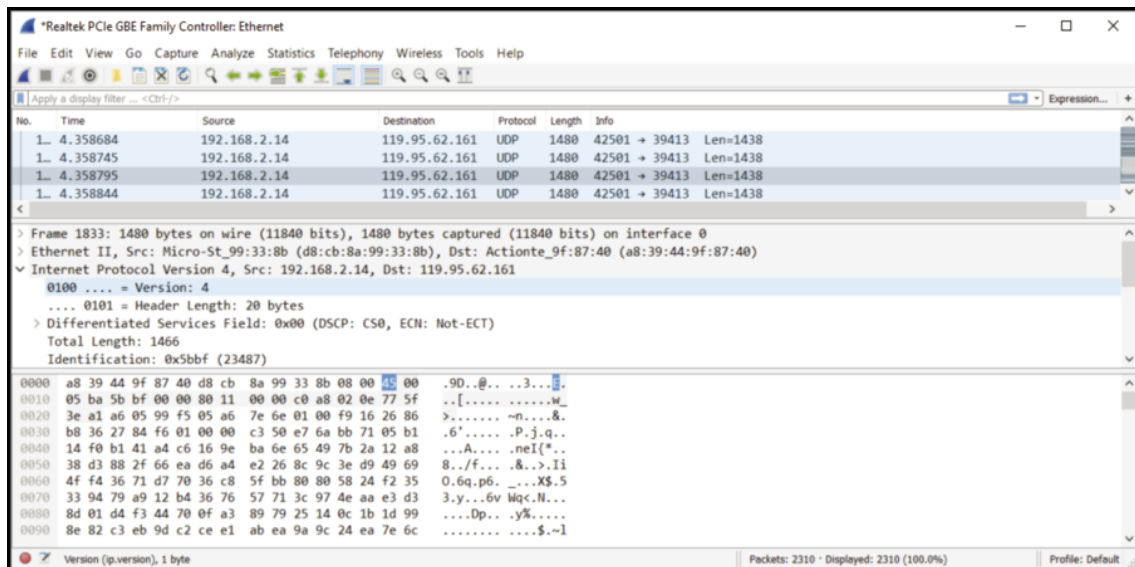 *Realtek PCIe GBE Family Controller: Ethernet
File Edit View Go Capture Analyze Statistics Telephony Wireless Tools Help
Apply a display filter ... <Ctrl-/>
Expression... +
No. Time Source Destination Protocol Length Info
1... 4.358684 192.168.2.14 119.95.62.161 UDP 1480 42501 → 39413 Len=1438
1... 4.358745 192.168.2.14 119.95.62.161 UDP 1480 42501 → 39413 Len=1438
1... 4.358795 192.168.2.14 119.95.62.161 UDP 1480 42501 → 39413 Len=1438
1... 4.358844 192.168.2.14 119.95.62.161 UDP 1480 42501 → 39413 Len=1438
> Frame 1833: 1480 bytes on wire (11840 bits), 1480 bytes captured (11840 bits) on interface 0
> Ethernet II, Src: Micro-St_99:33:8b (d8:cb:8a:99:33:8b), Dst: Actionte_9f:87:40 (a8:39:44:9f:87:40)
Internet Protocol Version 4, Src: 192.168.2.14, Dst: 119.95.62.161
0100 .... = Version: 4
.... 0101 = Header Length: 20 bytes
> Differentiated Services Field: 0x00 (DSCP: CS0, ECN: Not-ECT)
Total Length: 1466
Identification: 0x5bbf (23487)
0000 a8 39 44 9f 87 40 d8 cb 8a 99 33 8b 08 00 45 00 .9D..@.. ..3...E.
0010 05 ba 5b bf 00 00 80 11 00 00 c0 a8 02 0e 77 5f ..[..... ......w_
0020 3e a1 a6 05 99 f5 05 a6 7e 6e 01 00 f9 16 26 86 >....... ~n....&.
0030 b8 36 27 84 f6 01 00 00 c3 50 e7 6a bb 71 05 b1 .6'..... .P.j.q..
0040 14 f0 b1 41 a4 c6 16 9e ba 6e 65 49 7b 2a 12 a8 ...A.... .neI{*..
0050 38 d3 88 2f 66 ea d6 a4 e2 26 8c 9c 3e d9 49 69 8../f... .&..>.Ii
0060 4f f4 36 71 d7 70 36 c8 5f bb 80 80 58 24 f2 35 O.6q.p6. _...X$.5
0070 33 94 79 a9 12 b4 36 76 57 71 3c 97 4e aa e3 d3 3.y...6v Wq<.N...
0080 8d 01 d4 f3 44 70 0f a3 89 79 25 14 0c 1b 1d 99 ....Dp.. .y%.....
0090 8e 82 c3 eb 9d c2 ce e1 ab ea 9a 9c 24 ea 7e 6c ........ ....$.~l
Version (ip.version), 1 byte
Packets: 2310 · Displayed: 2310 (100.0%)
Profile: Default